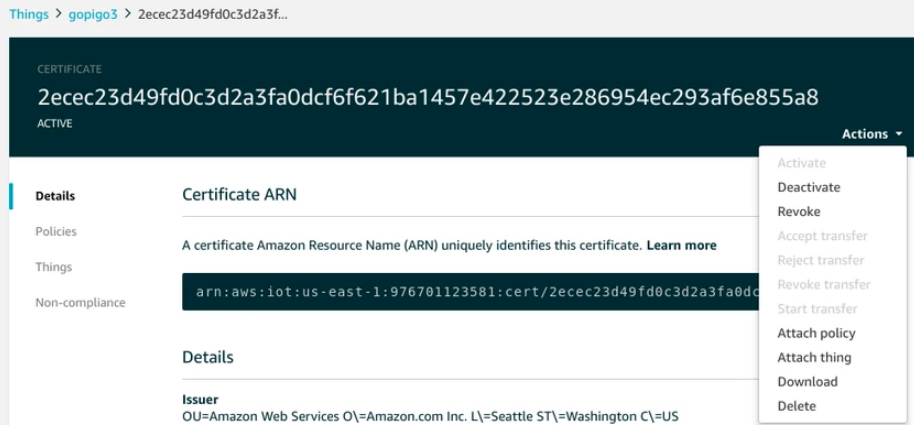 Things > gopigo3 > 2ecec23d49fd0c3d2a3f...
CERTIFICATE
2ecec23d49fd0c3d2a3fa0dcf6f621ba1457e422523e286954ec293af6e855a8
ACTIVE
Actions
Activate
Deactivate
Revoke
Accept transfer
Reject transfer
Revoke transfer
Start transfer
Attach policy
Attach thing
Download
Delete
Details
Policies
Things
Non-compliance
Certificate ARN
A certificate Amazon Resource Name (ARN) uniquely identifies this certificate. Learn more
arn:aws:iot:us-east-1:976701123581:cert/2ecec23d49fd0c3d2a3fa0dc
Details
Issuer
OU=Amazon Web Services O\=Amazon.com Inc. L\=Seattle ST\=Washington C\=US